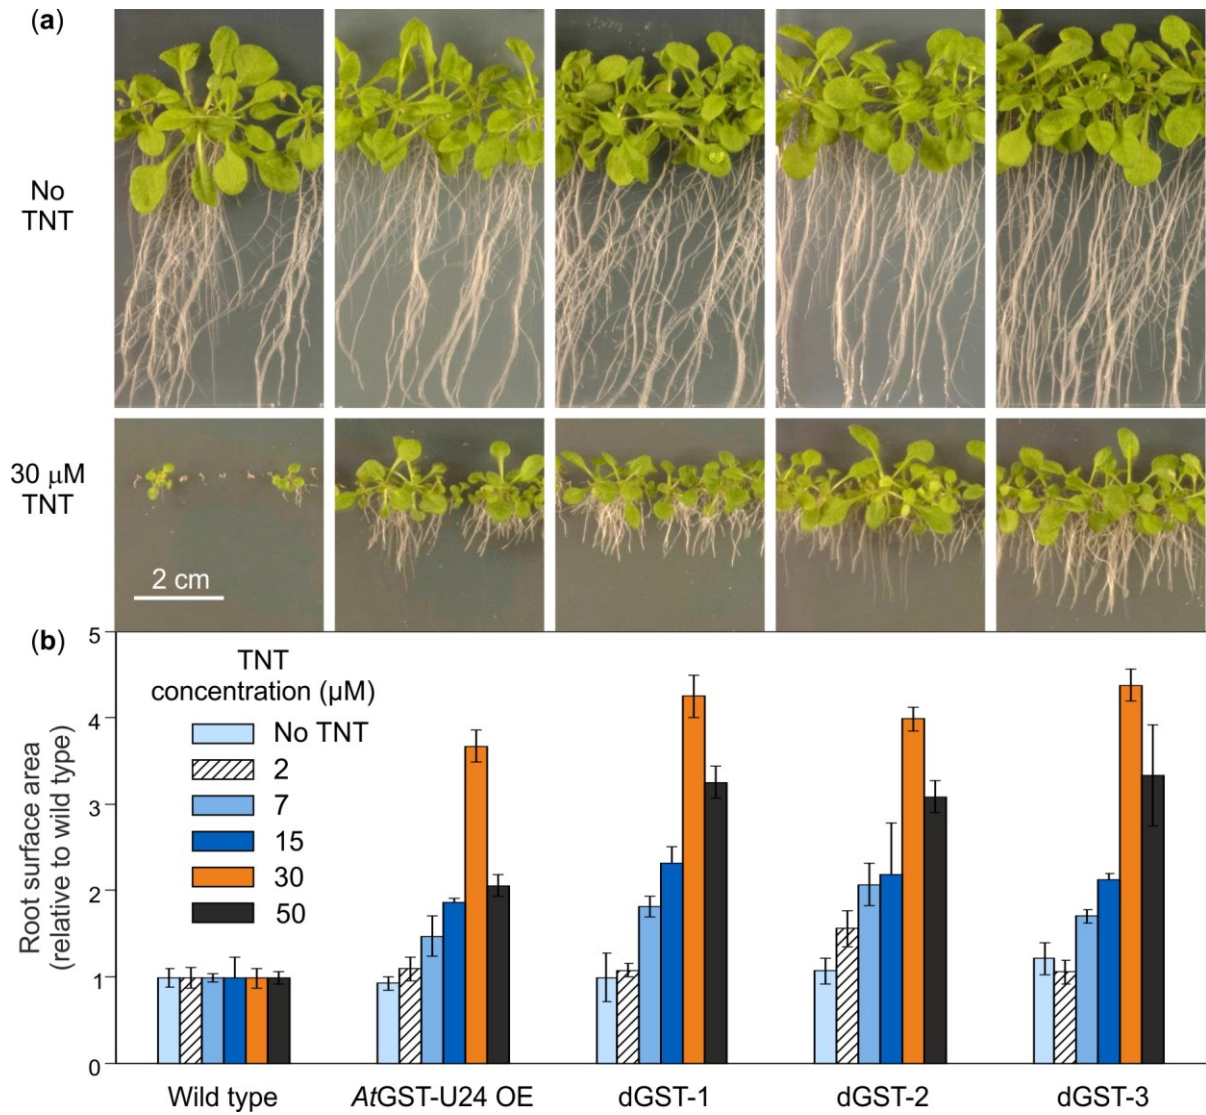 (a)
No
TNT
30 μM
TNT
2 cm
(b)
5
4
3
2
1
0
Root surface area
(relative to wild type)
TNT
concentration (μM)
No TNT
2
7
15
30
50
Wild type
AtGST-U24 OE
dGST-1
dGST-2
dGST-3